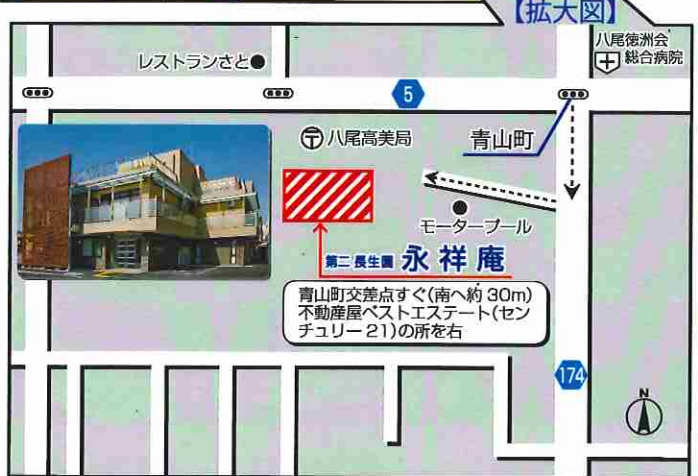 【拡大図】
八尾徳洲会
総合病院
レストランさと
5
八尾高美局
青山町
モータープール
第二長生園 永祥庵
青山町交差点すぐ(南へ約30m)
不動産屋ベストエステート(セン
チュリー21)の所を右
174
N